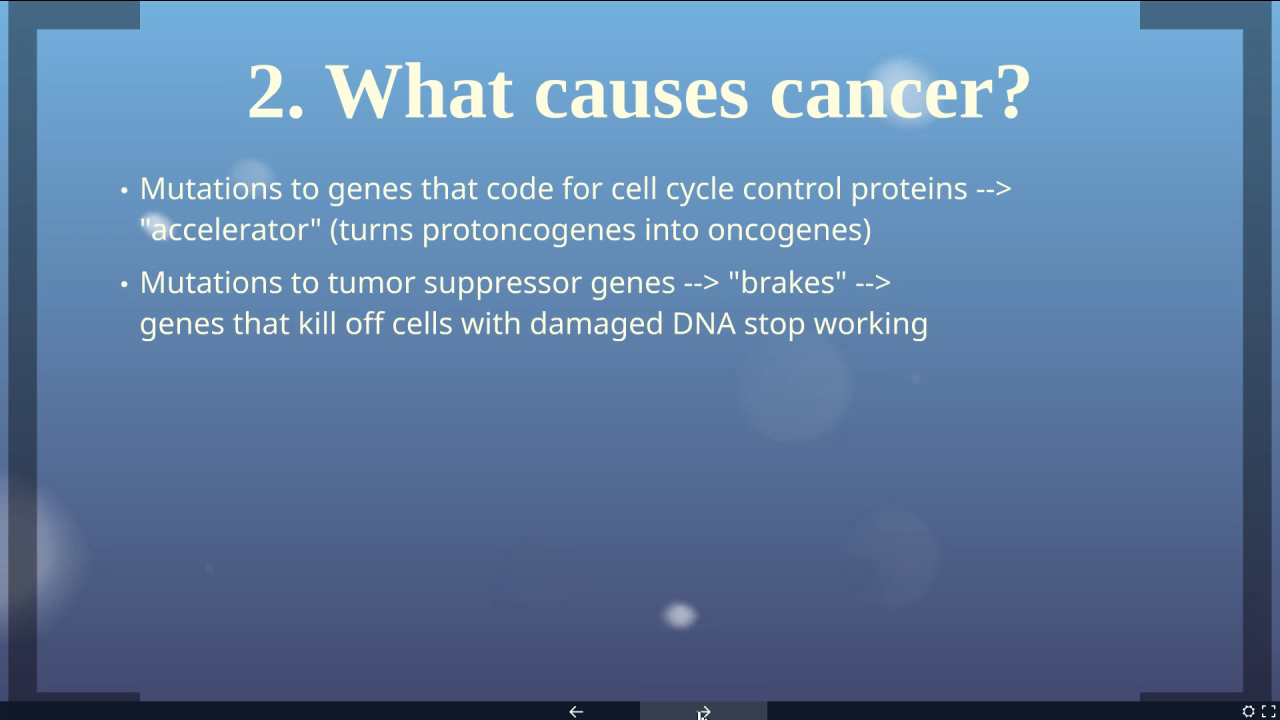 2. What causes cancer?
• Mutations to genes that code for cell cycle control proteins -->
"accelerator" (turns protoncogenes into oncogenes)
• Mutations to tumor suppressor genes --> "brakes" -->
genes that kill off cells with damaged DNA stop working